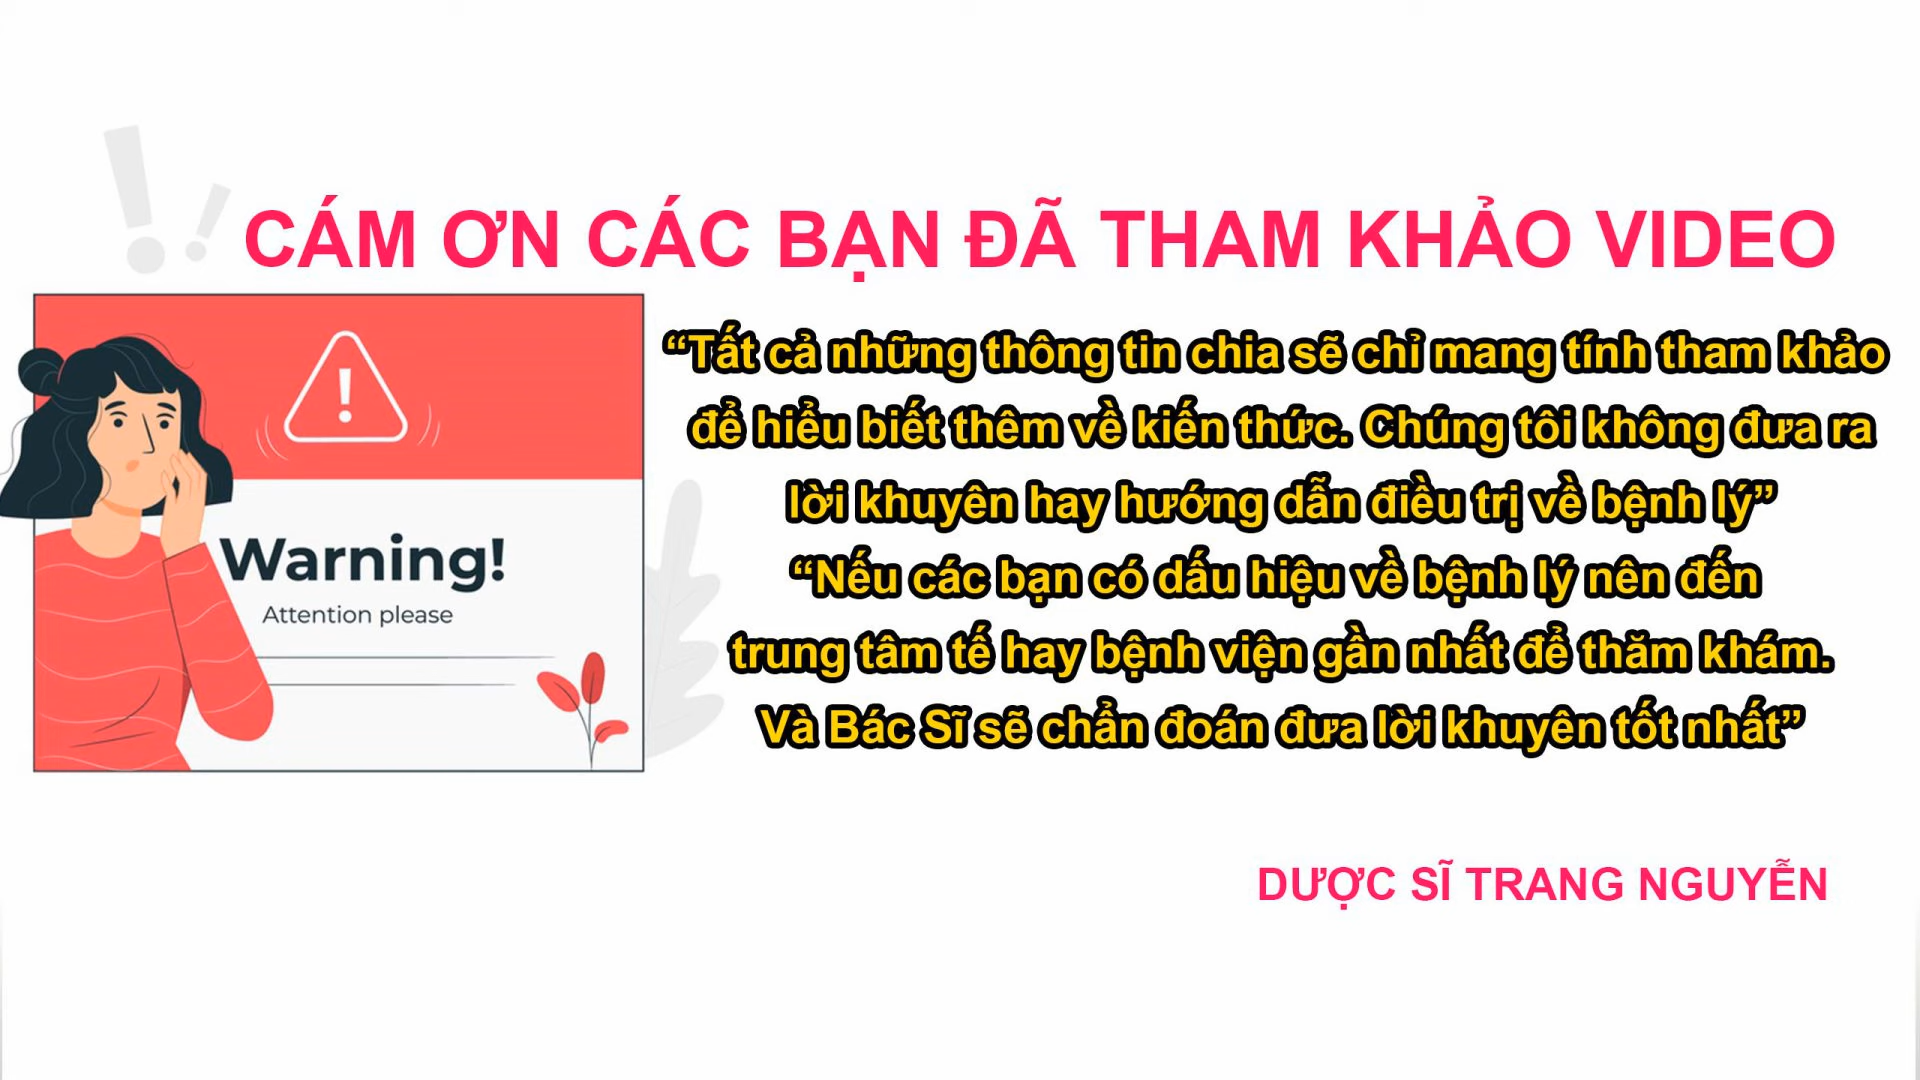 CÁM ƠN CÁC BẠN ĐÃ THAM KHẢO VIDEO
“Tất cả những thông tin chia sẽ chỉ mang tính tham khảo
để hiểu biết thêm về kiến thức. Chúng tôi không đưa ra
lời khuyên hay hướng dẫn điều trị về bệnh lý”
“Nếu các bạn có dấu hiệu về bệnh lý nên đến
trung tâm tế hay bệnh viện gần nhất để thăm khám.
Và Bác Sĩ sẽ chẩn đoán đưa lời khuyên tốt nhất”
Warning!
Attention please
DƯỢC SĨ TRANG NGUYỄN